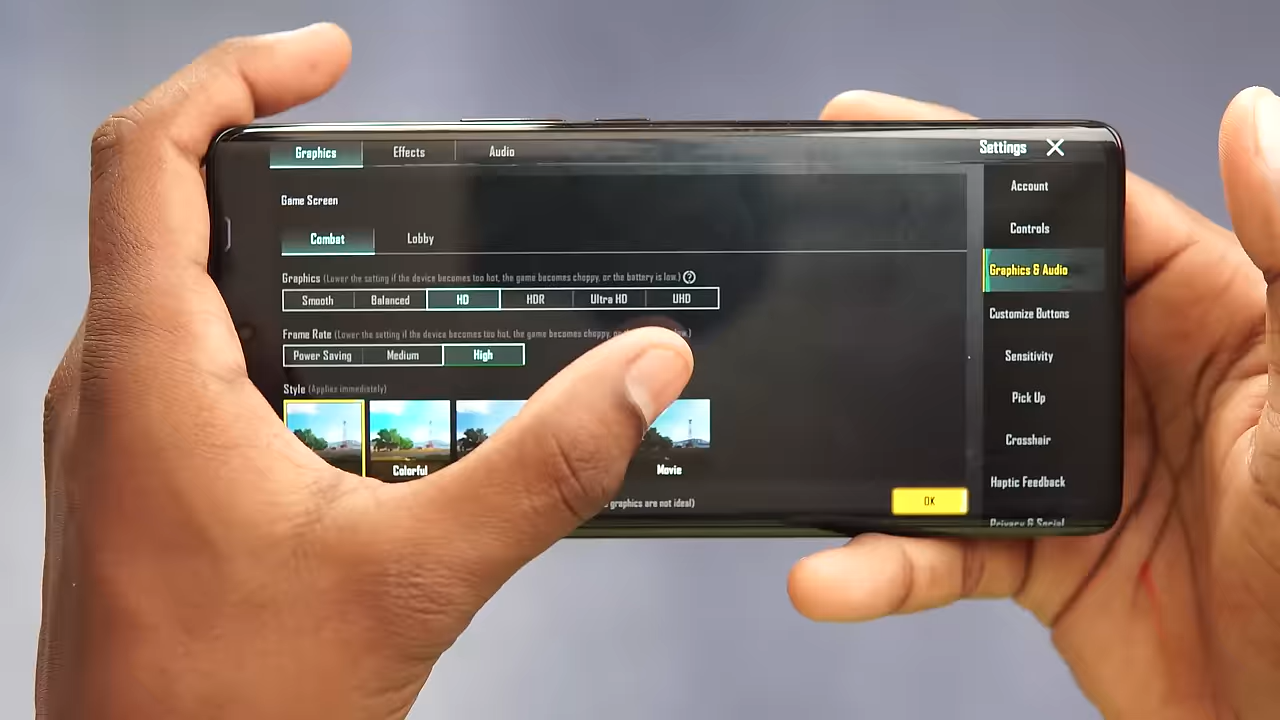 Graphics Effects Audio Settings
Account
Game Screen
Controls
Combat Lobby
Graphics & Audio
Graphics (Lower the setting if the device becomes too hot, the game becomes choppy, or the battery is low.) ?
Smooth Balanced HD HDR Ultra HD UHD
Customize Buttons
Frame Rate (Lower the setting if the device becomes too hot, the game becomes choppy, or
Power Saving Medium High
Sensitivity
Style (Applies immediately)
Pick Up
Crosshair
Colorful Movie
Haptic Feedback
graphics are not ideal)
OK
Privacy & Social